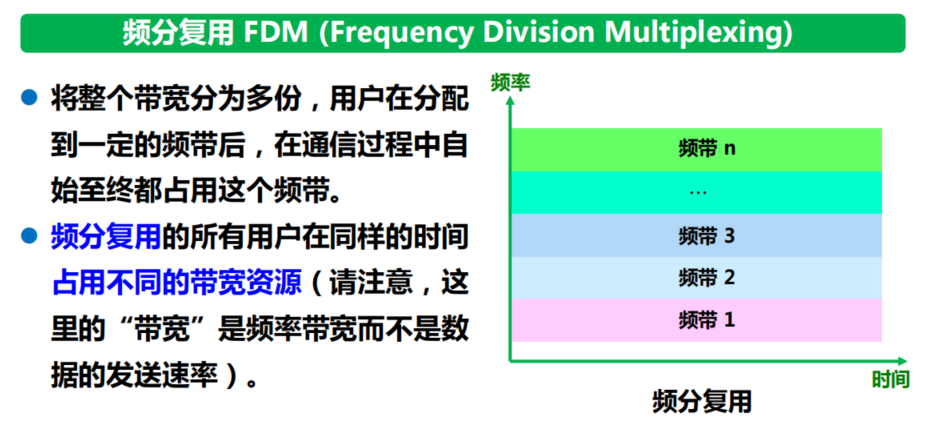 频分复用 FDM (Frequency Division Multiplexing)
将整个带宽分为多份，用户在分配
到一定的频带后，在通信过程中自
始至终都占用这个频带。
频分复用的所有用户在同样的时间
占用不同的带宽资源（请注意，这
里的“带宽”是频率带宽而不是数
据的发送速率）。
频率
频带 n
…
频带 3
频带 2
频带 1
时间
频分复用